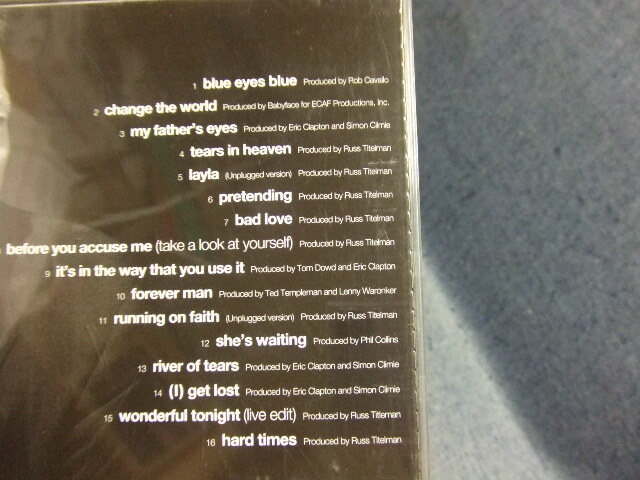 1 blue eyes blue Produced by Rob Cavallo
2 change the world Produced by Babyface for ECAF Productions, Inc.
3 my father's eyes Produced by Eric Clapton and Simon Climie
4 tears in heaven Produced by Russ Titelman
5 layla (Unplugged version) Produced by Russ Titelman
6 pretending Produced by Russ Titelman
7 bad love Produced by Russ Titelman
before you accuse me (take a look at yourself) Produced by Russ Titelman
9 it's in the way that you use it Produced by Tom Dowd and Eric Clapton
10 forever man Produced by Ted Templeman and Lenny Waronker
11 running on faith (Unplugged version) Produced by Russ Titelman
12 she's waiting Produced by Phil Collins
13 river of tears Produced by Eric Clapton and Simon Climie
14 (I) get lost Produced by Eric Clapton and Simon Climie
15 wonderful tonight (live edit) Produced by Russ Titleman
16 hard times Produced by Russ Titelman